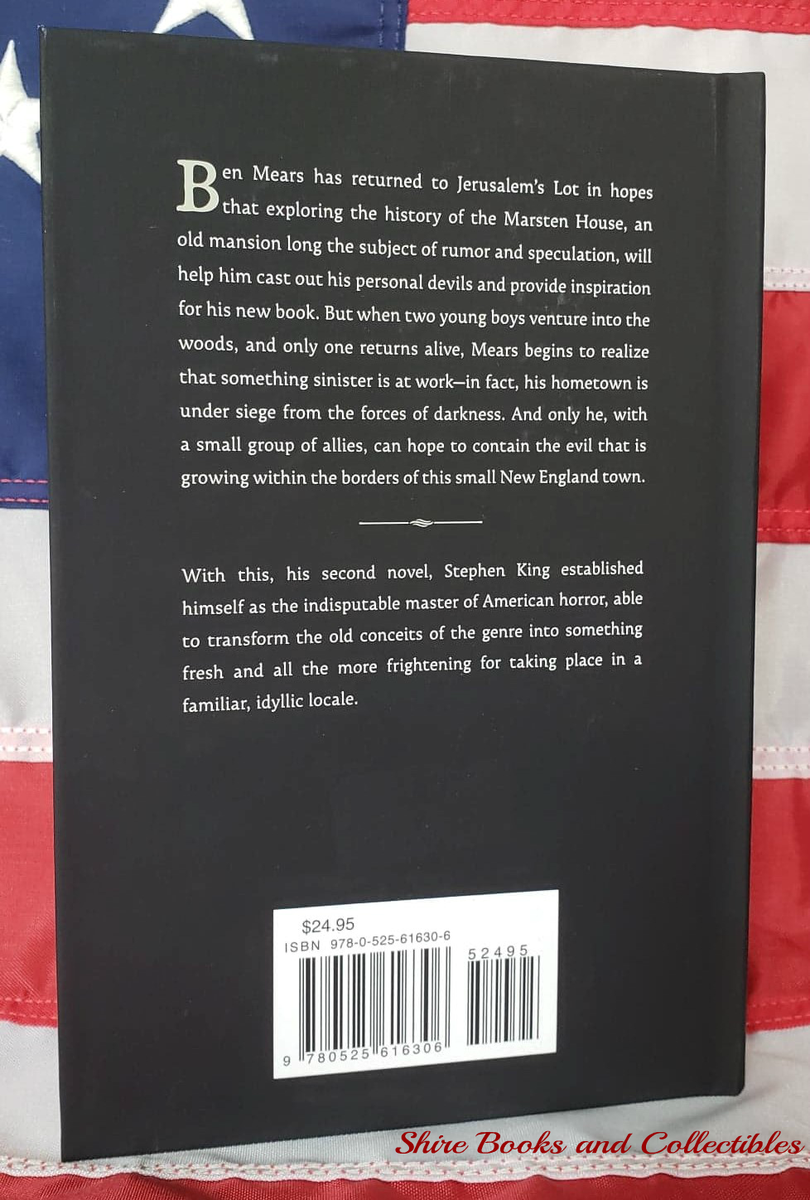 Ben Mears has returned to Jerusalem's Lot in hopes
that exploring the history of the Marsten House, an
old mansion long the subject of rumor and speculation, will
help him cast out his personal devils and provide inspiration
for his new book. But when two young boys venture into the
woods, and only one returns alive, Mears begins to realize
that something sinister is at work—in fact, his hometown is
under siege from the forces of darkness. And only he, with
a small group of allies, can hope to contain the evil that is
growing within the borders of this small New England town.
With this, his second novel, Stephen King established
himself as the indisputable master of American horror, able
to transform the old conceits of the genre into something
fresh and all the more frightening for taking place in a
familiar, idyllic locale.
$24.95
ISBN 978-0-525-61630-6
52495
9 780525 616306
Shire Books and Collectibles